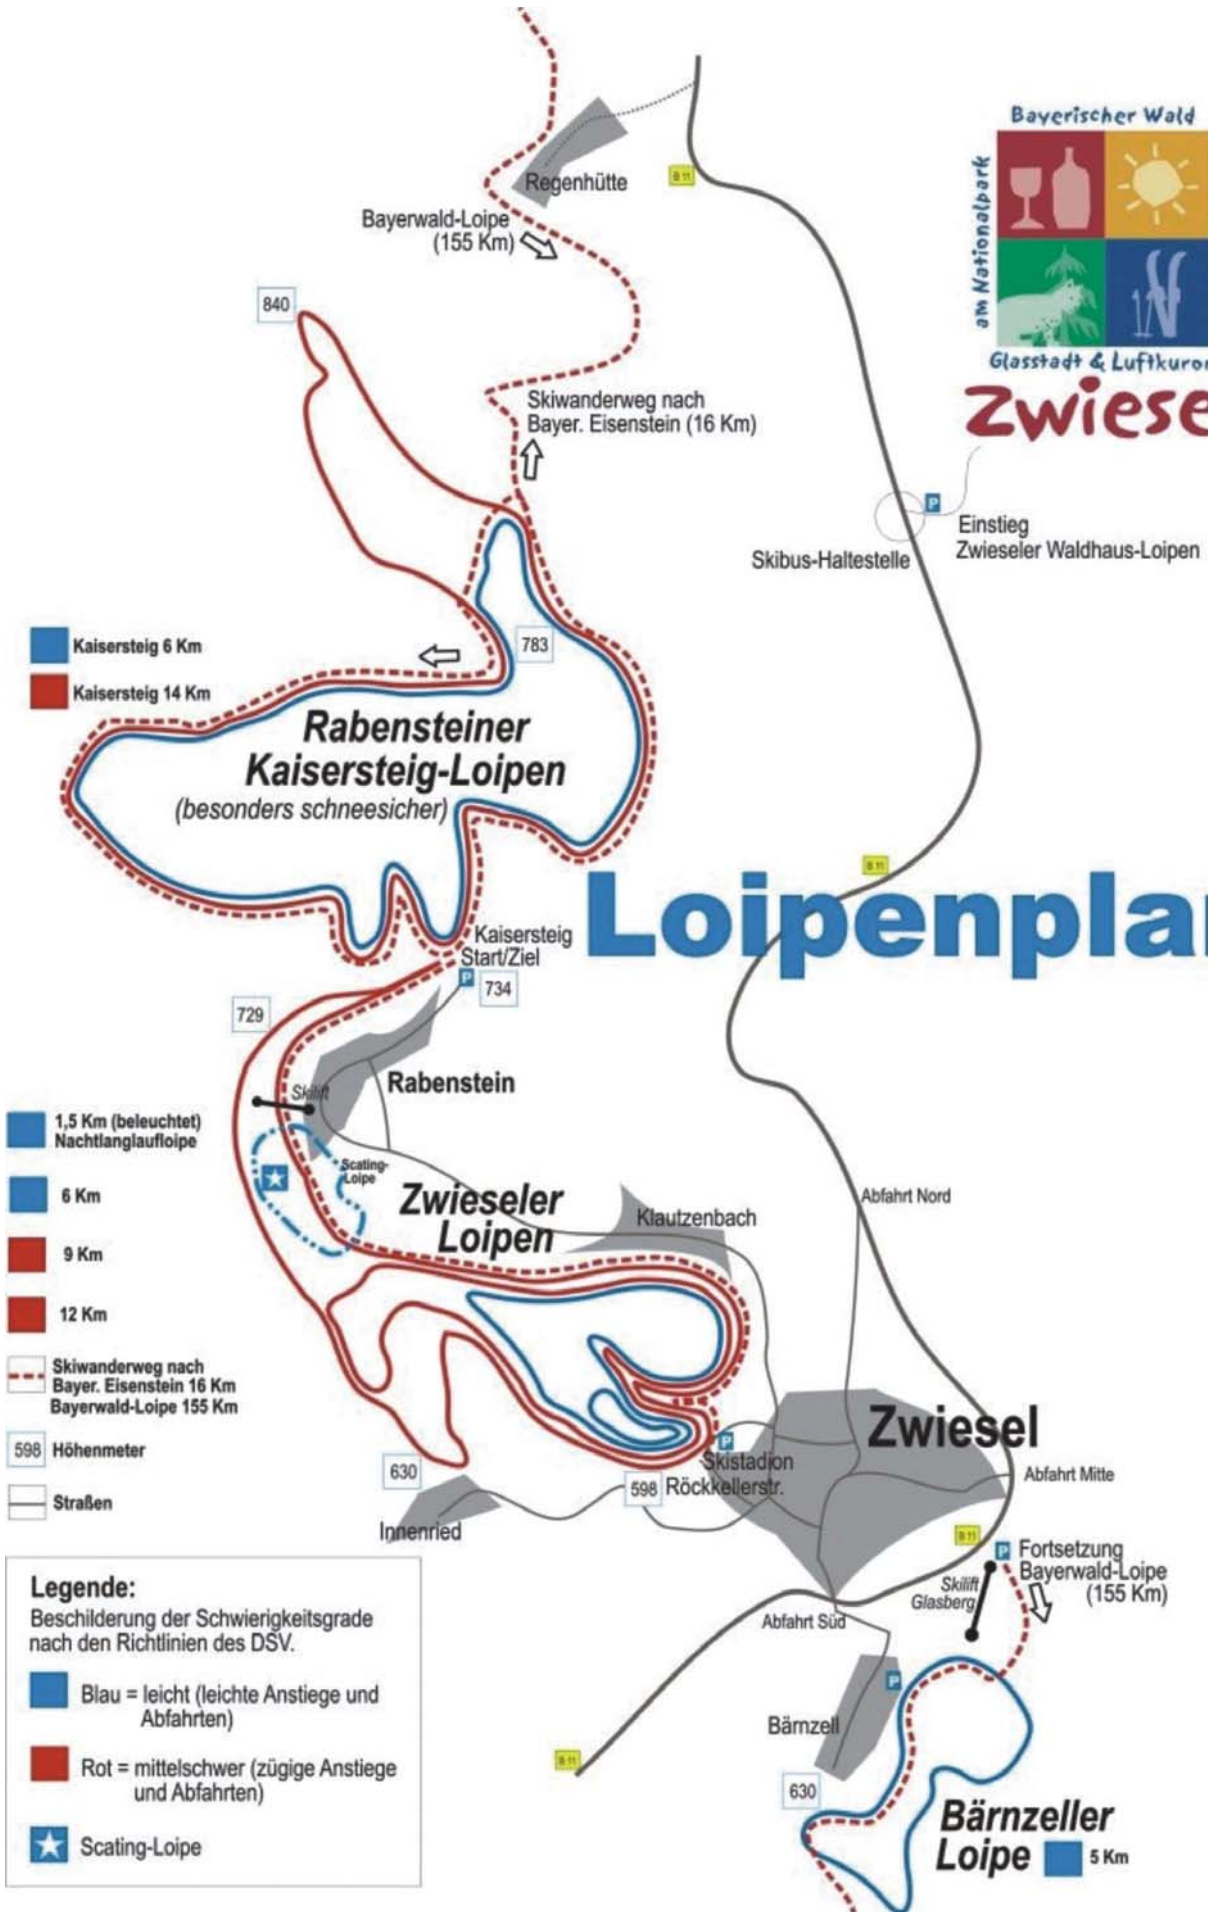 Bayerischer Wald
am Nationalpark
Glasstadt & Luftkuror
Zwiese
Regenhütte
B 11
Bayerwald-Loipe
(155 Km)
840
Skiwanderweg nach
Bayer. Eisenstein (16 Km)
P
Einstieg
Zwieseler Waldhaus-Loipen
Skibus-Haltestelle
Kaisersteig 6 Km
Kaisersteig 14 Km
783
Rabensteiner
Kaisersteig-Loipen
(besonders schneesicher)
B 11
Loipenplan
Kaisersteig
Start/Ziel
P
734
729
Skilift
Rabenstein
1,5 Km (beleuchtet)
Nachtlanglaufloipe
6 Km
9 Km
12 Km
Skiwanderweg nach
Bayer. Eisenstein 16 Km
Bayerwald-Loipe 155 Km
598 Höhenmeter
Straßen
Scating-
Loipe
Zwieseler
Loipen
Klautzenbach
Abfahrt Nord
Zwiesel
P
Skistadion
Röckkellerstr.
598
630
Innenried
Abfahrt Mitte
B 11
P
Fortsetzung
Bayerwald-Loipe
(155 Km)
Skilift
Glasberg
Abfahrt Süd
P
Bärnzell
B 11
630
Bärnzeller
Loipe
5 Km
Legende:
Beschilderung der Schwierigkeitsgrade
nach den Richtlinien des DSV.
Blau = leicht (leichte Anstiege und
Abfahrten)
Rot = mittelschwer (zügige Anstiege
und Abfahrten)
Scating-Loipe